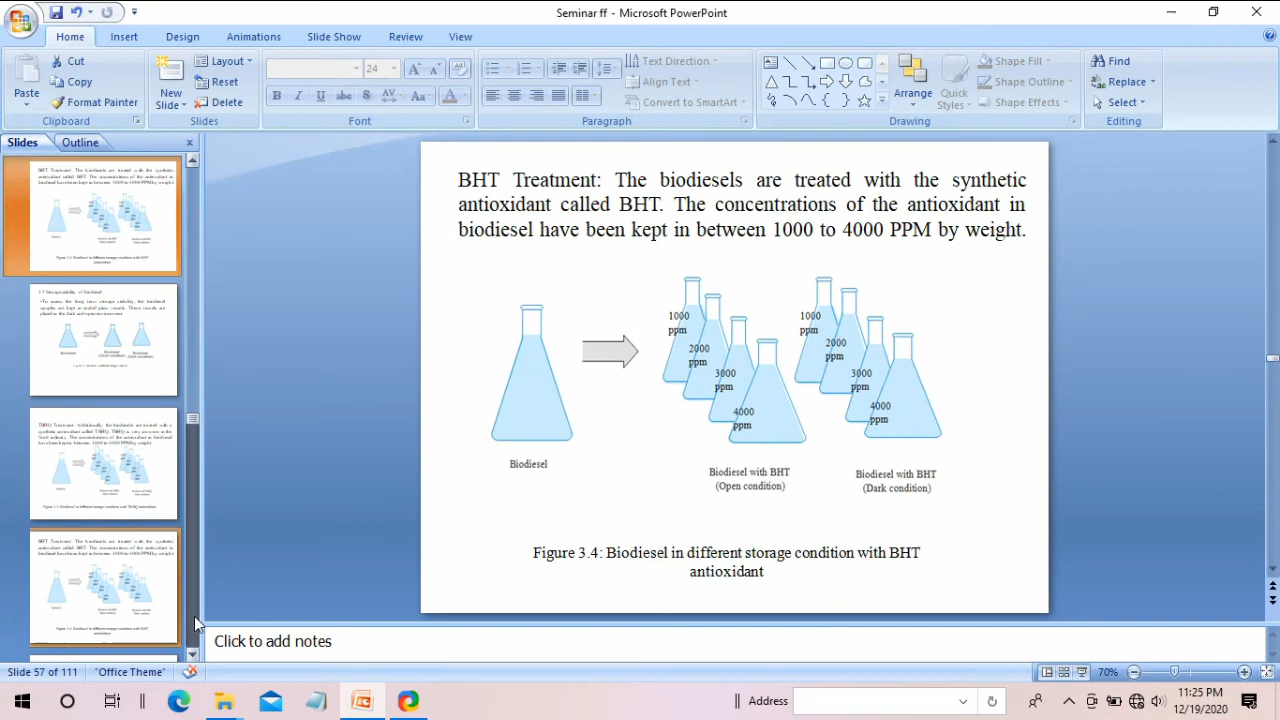 Seminar ff - Microsoft PowerPoint
Home Insert Design Animations Slide Show Review View
Cut
Copy
Format Painter
Paste
Clipboard
New
Slide
Layout
Reset
Delete
Slides
24
B I U abc S AV Aa A
Font
Text Direction
Align Text
Convert to SmartArt
Paragraph
Arrange
Quick
Styles
Shape Fill
Shape Outline
Shape Effects
Drawing
Find
Replace
Select
Editing
Slides Outline
BHT Treatment: The biodiesels are treated with the synthetic
antioxidant called BHT. The concentrations of the antioxidant in
biodiesel have been kept in between 1000 to 4000 PPM by weight.
1000
ppm
2000
ppm
3000
ppm
4000
ppm
1000
ppm
2000
ppm
3000
ppm
4000
ppm
Biodiesel
Biodiesel with BHT
(Open condition)
Biodiesel with BHT
(Dark condition)
Figure 3.4: Biodiesel in different storage condition with BHT
antioxidant
Click to add notes
Slide 57 of 111 "Office Theme" 70%
Address
11:25 PM
12/19/2020